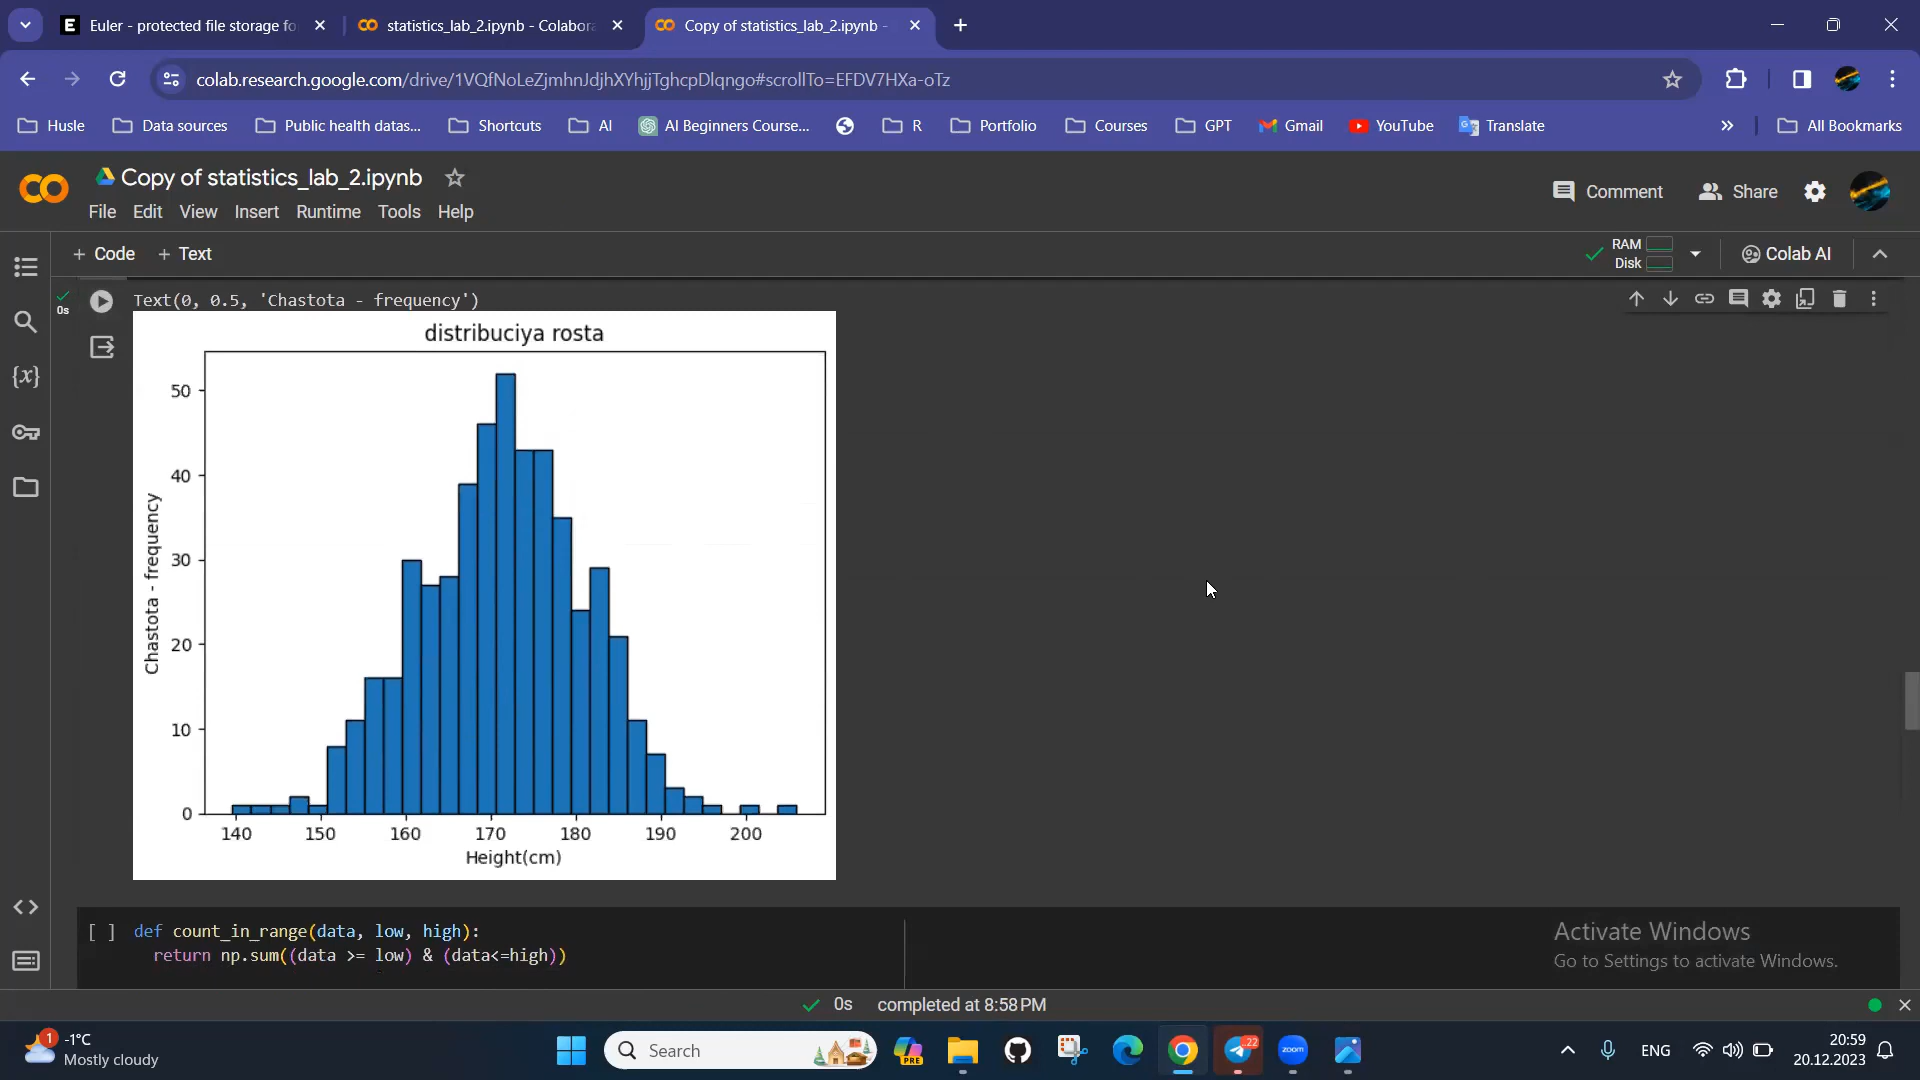 Euler - protected file storage fo
statistics_lab_2.ipynb - Colabora
Copy of statistics_lab_2.ipynb -
colab.research.google.com/drive/1VQfNoLeZjmhnJdjhXYhjjTghcpDlqngo#scrollTo=EFDV7HXa-oTz
Husle
Data sources
Public health datas...
Shortcuts
AI
AI Beginners Course...
R
Portfolio
Courses
GPT
Gmail
YouTube
Translate
All Bookmarks
Copy of statistics_lab_2.ipynb
File Edit View Insert Runtime Tools Help
Comment
Share
+ Code + Text
RAM
Disk
Colab AI
0s
Text(0, 0.5, 'Chastota - frequency')
distribuciya rosta
50
40
30
20
10
0
Chastota - frequency
140 150 160 170 180 190 200
Height(cm)
[ ] def count_in_range(data, low, high):
return np.sum((data >= low) & (data<=high))
Activate Windows
Go to Settings to activate Windows.
0s completed at 8:58 PM
1
-1°C
Mostly cloudy
Search
PRE
22
zoom
ENG
20:59
20.12.2023